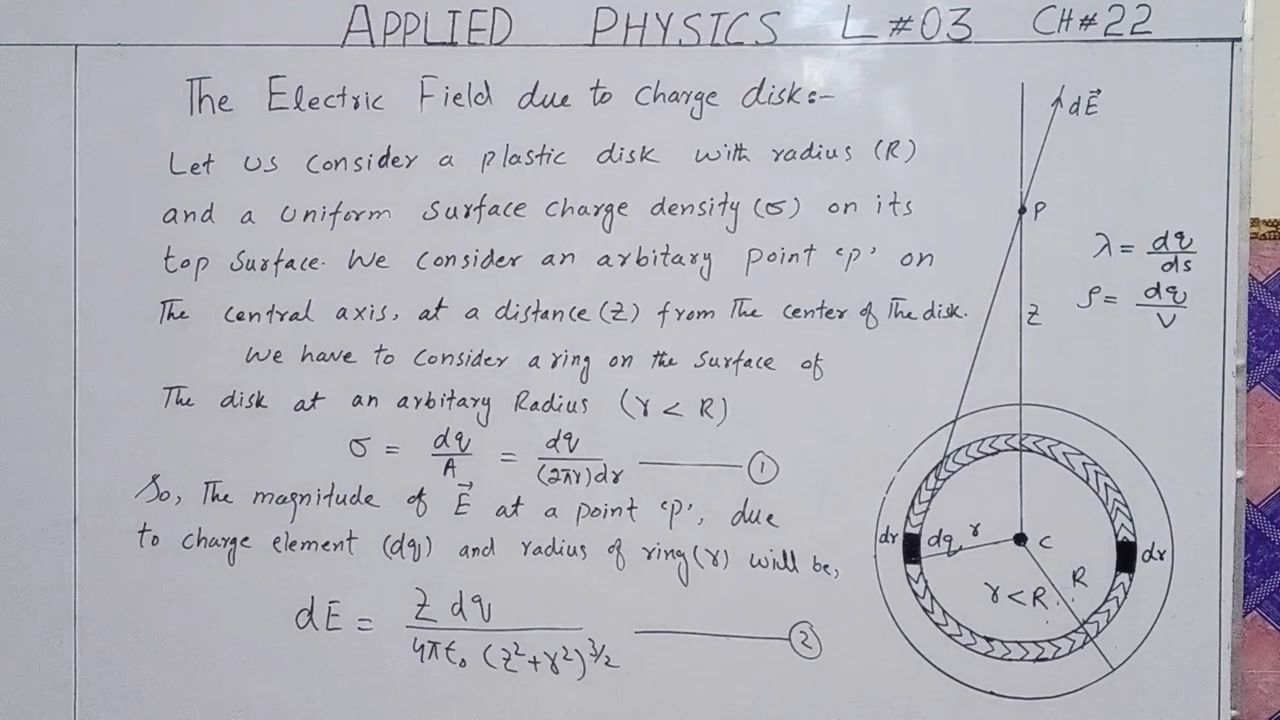 APPLIED PHYSICS L #03 CH#22
The Electric Field due to charge disk:-
Let us consider a plastic disk with radius (R)
and a uniform surface charge density (σ) on its
top surface. We consider an arbitary point 'p' on
The central axis, at a distance (z) from The center of The disk.
We have to consider a ring on the surface of
The disk at an arbitary Radius (r < R)
σ = dq/A = dq/(2πr)dr ——— ①
So, The magnitude of E⃗ at a point 'p', due
to charge element (dq) and radius of ring(r) will be,
dE = z dq / 4πε₀ (z²+r²)^3/2 ——— ②
dE⃗
P
λ = dq/ds
ρ = dq/V
z
dr dq r C dr
r<R R